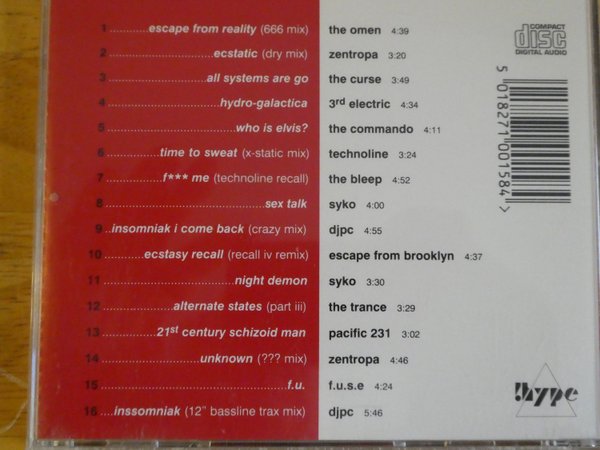 1 ............escape from reality (666 mix) the omen 4:39
2 ............................ecstatic (dry mix) zentropa 3:20
3 ..........................all systems are go the curse 3:49
4 .............................hydro-galactica 3rd electric 4:34
5 .................................who is elvis? the commando 4:11
6 ..............time to sweat (x-static mix) technoline 3:24
7 ...............f*** me (technoline recall) the bleep 4:52
8 ........................................sex talk syko 4:00
9 ..insomniak i come back (crazy mix) djpc 4:55
10 ..........ecstasy recall (recall iv remix) escape from brooklyn 4:37
11 .................................night demon syko 3:30
12 ..................alternate states (part iii) the trance 3:29
13 ..............21st century schizoid man pacific 231 3:02
14 .........................unknown (??? mix) zentropa 4:46
15 ..............................................f.u. f.u.s.e 4:24
16 ....inssomniak (12" bassline trax mix) djpc 5:46
COMPACT
disc
DIGITAL AUDIO
5 018271 001584 >
!hype